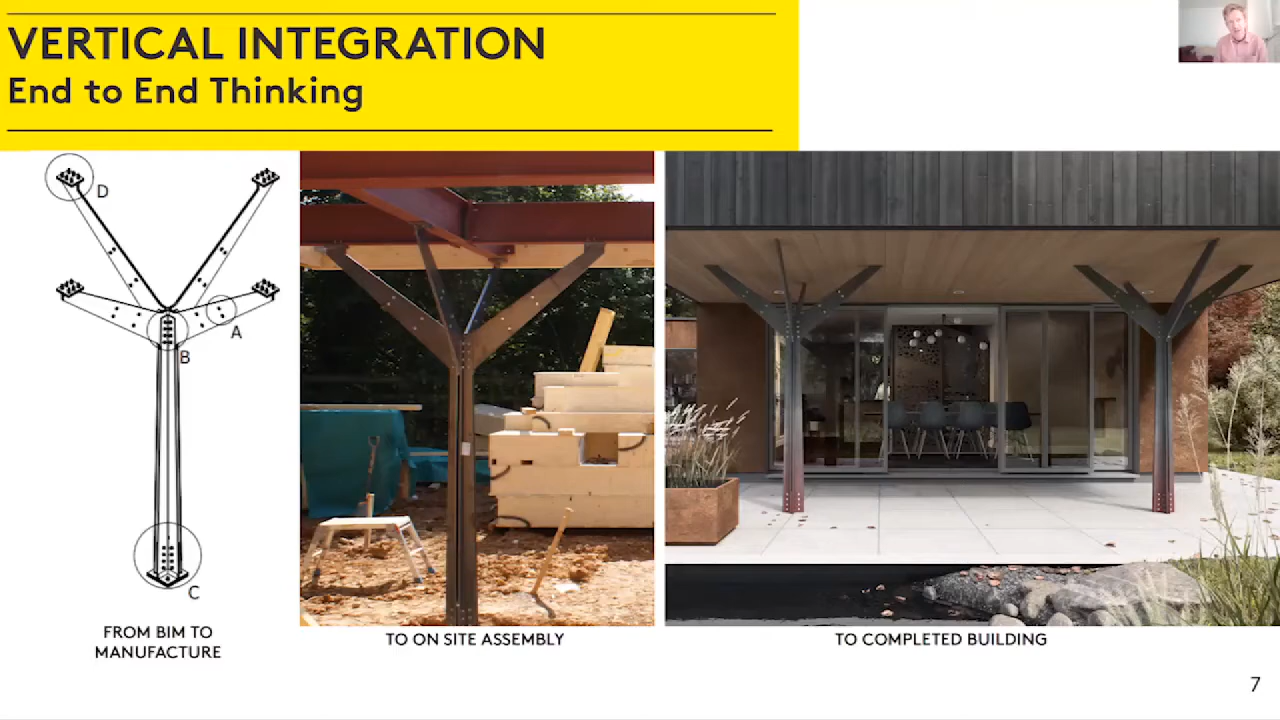 VERTICAL INTEGRATION
End to End Thinking
D
A
B
C
FROM BIM TO
MANUFACTURE
TO ON SITE ASSEMBLY
TO COMPLETED BUILDING
7